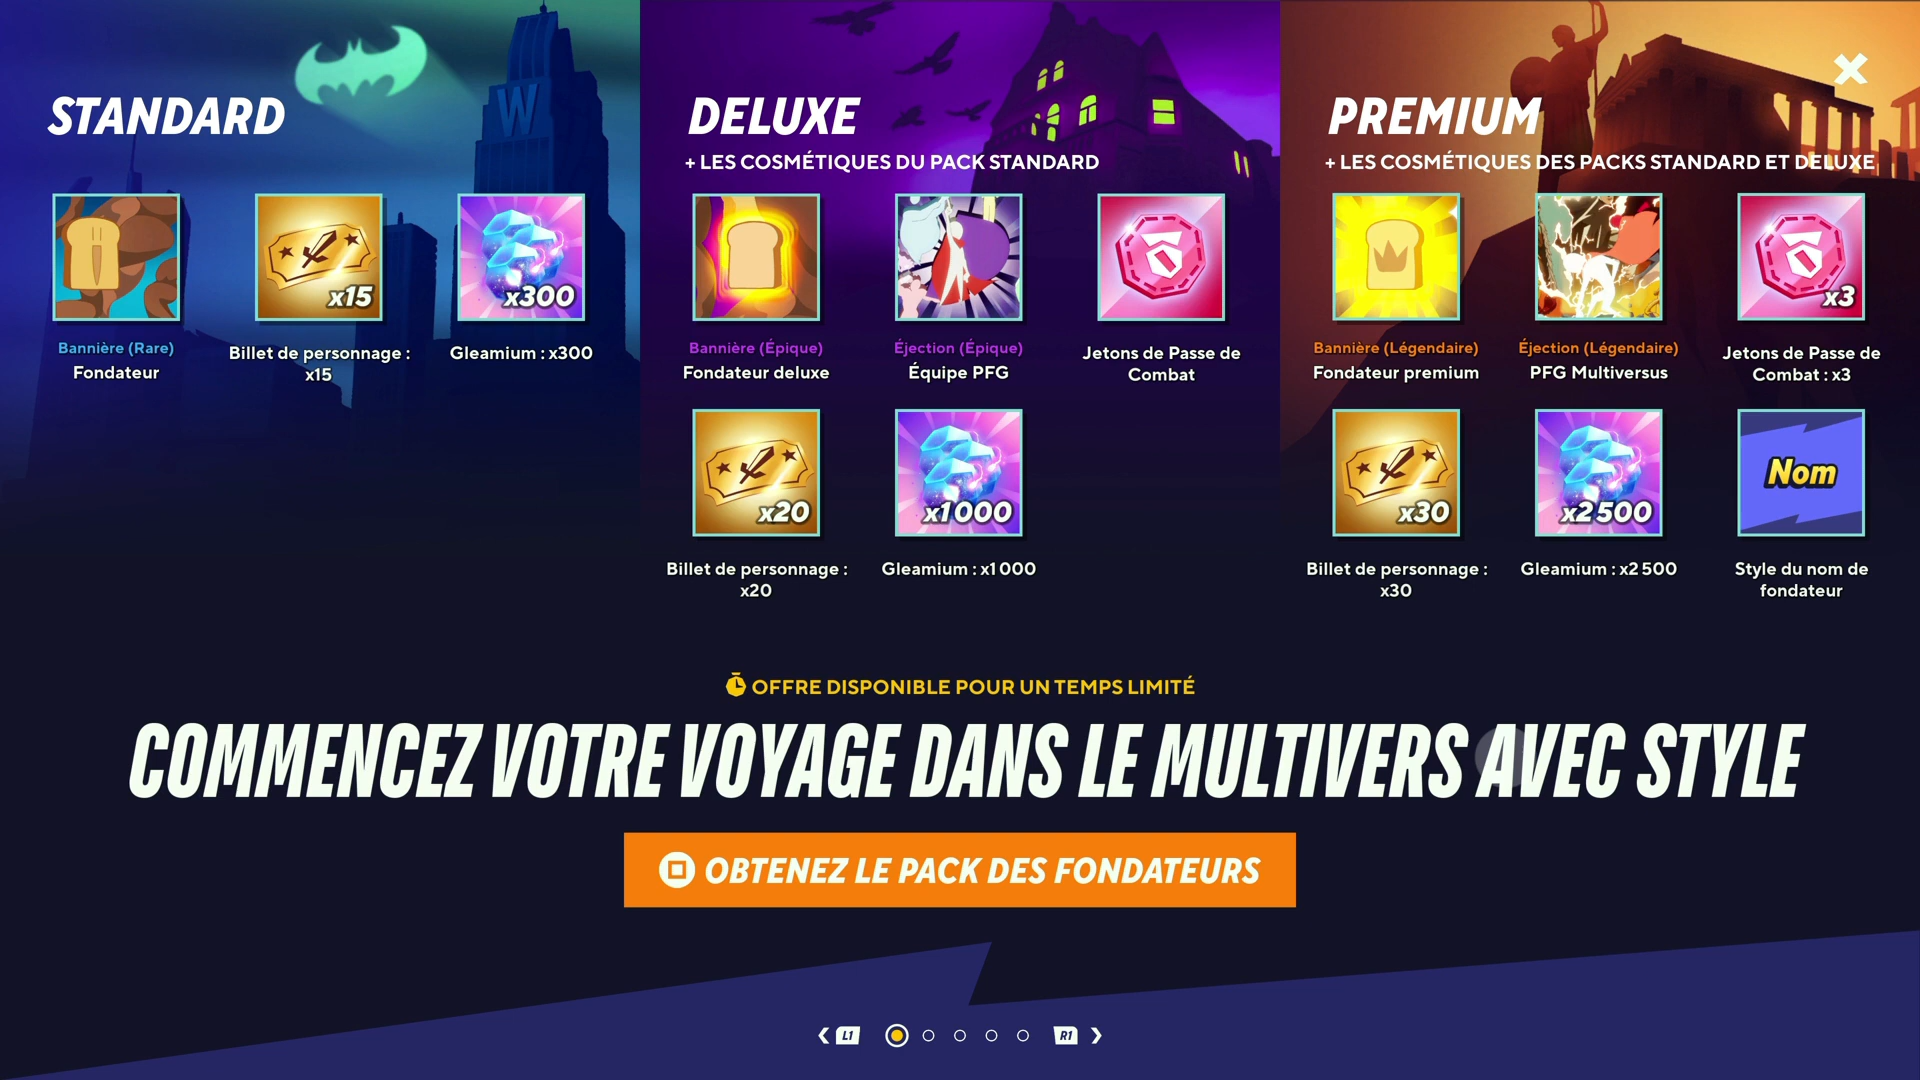 STANDARD
W
Bannière (Rare)
Fondateur
x15
Billet de personnage :
x15
x300
Gleamium : x300
DELUXE
+ LES COSMÉTIQUES DU PACK STANDARD
Bannière (Épique)
Fondateur deluxe
Éjection (Épique)
Équipe PFG
Jetons de Passe de
Combat
x20
Billet de personnage :
x20
x1 000
Gleamium : x1 000
PREMIUM
+ LES COSMÉTIQUES DES PACKS STANDARD ET DELUXE
Bannière (Légendaire)
Fondateur premium
Éjection (Légendaire)
PFG Multiversus
x3
Jetons de Passe de
Combat : x3
x30
Billet de personnage :
x30
x2 500
Gleamium : x2 500
Nom
Style du nom de
fondateur
OFFRE DISPONIBLE POUR UN TEMPS LIMITÉ
COMMENCEZ VOTRE VOYAGE DANS LE MULTIVERS AVEC STYLE
OBTENEZ LE PACK DES FONDATEURS
L1
R1